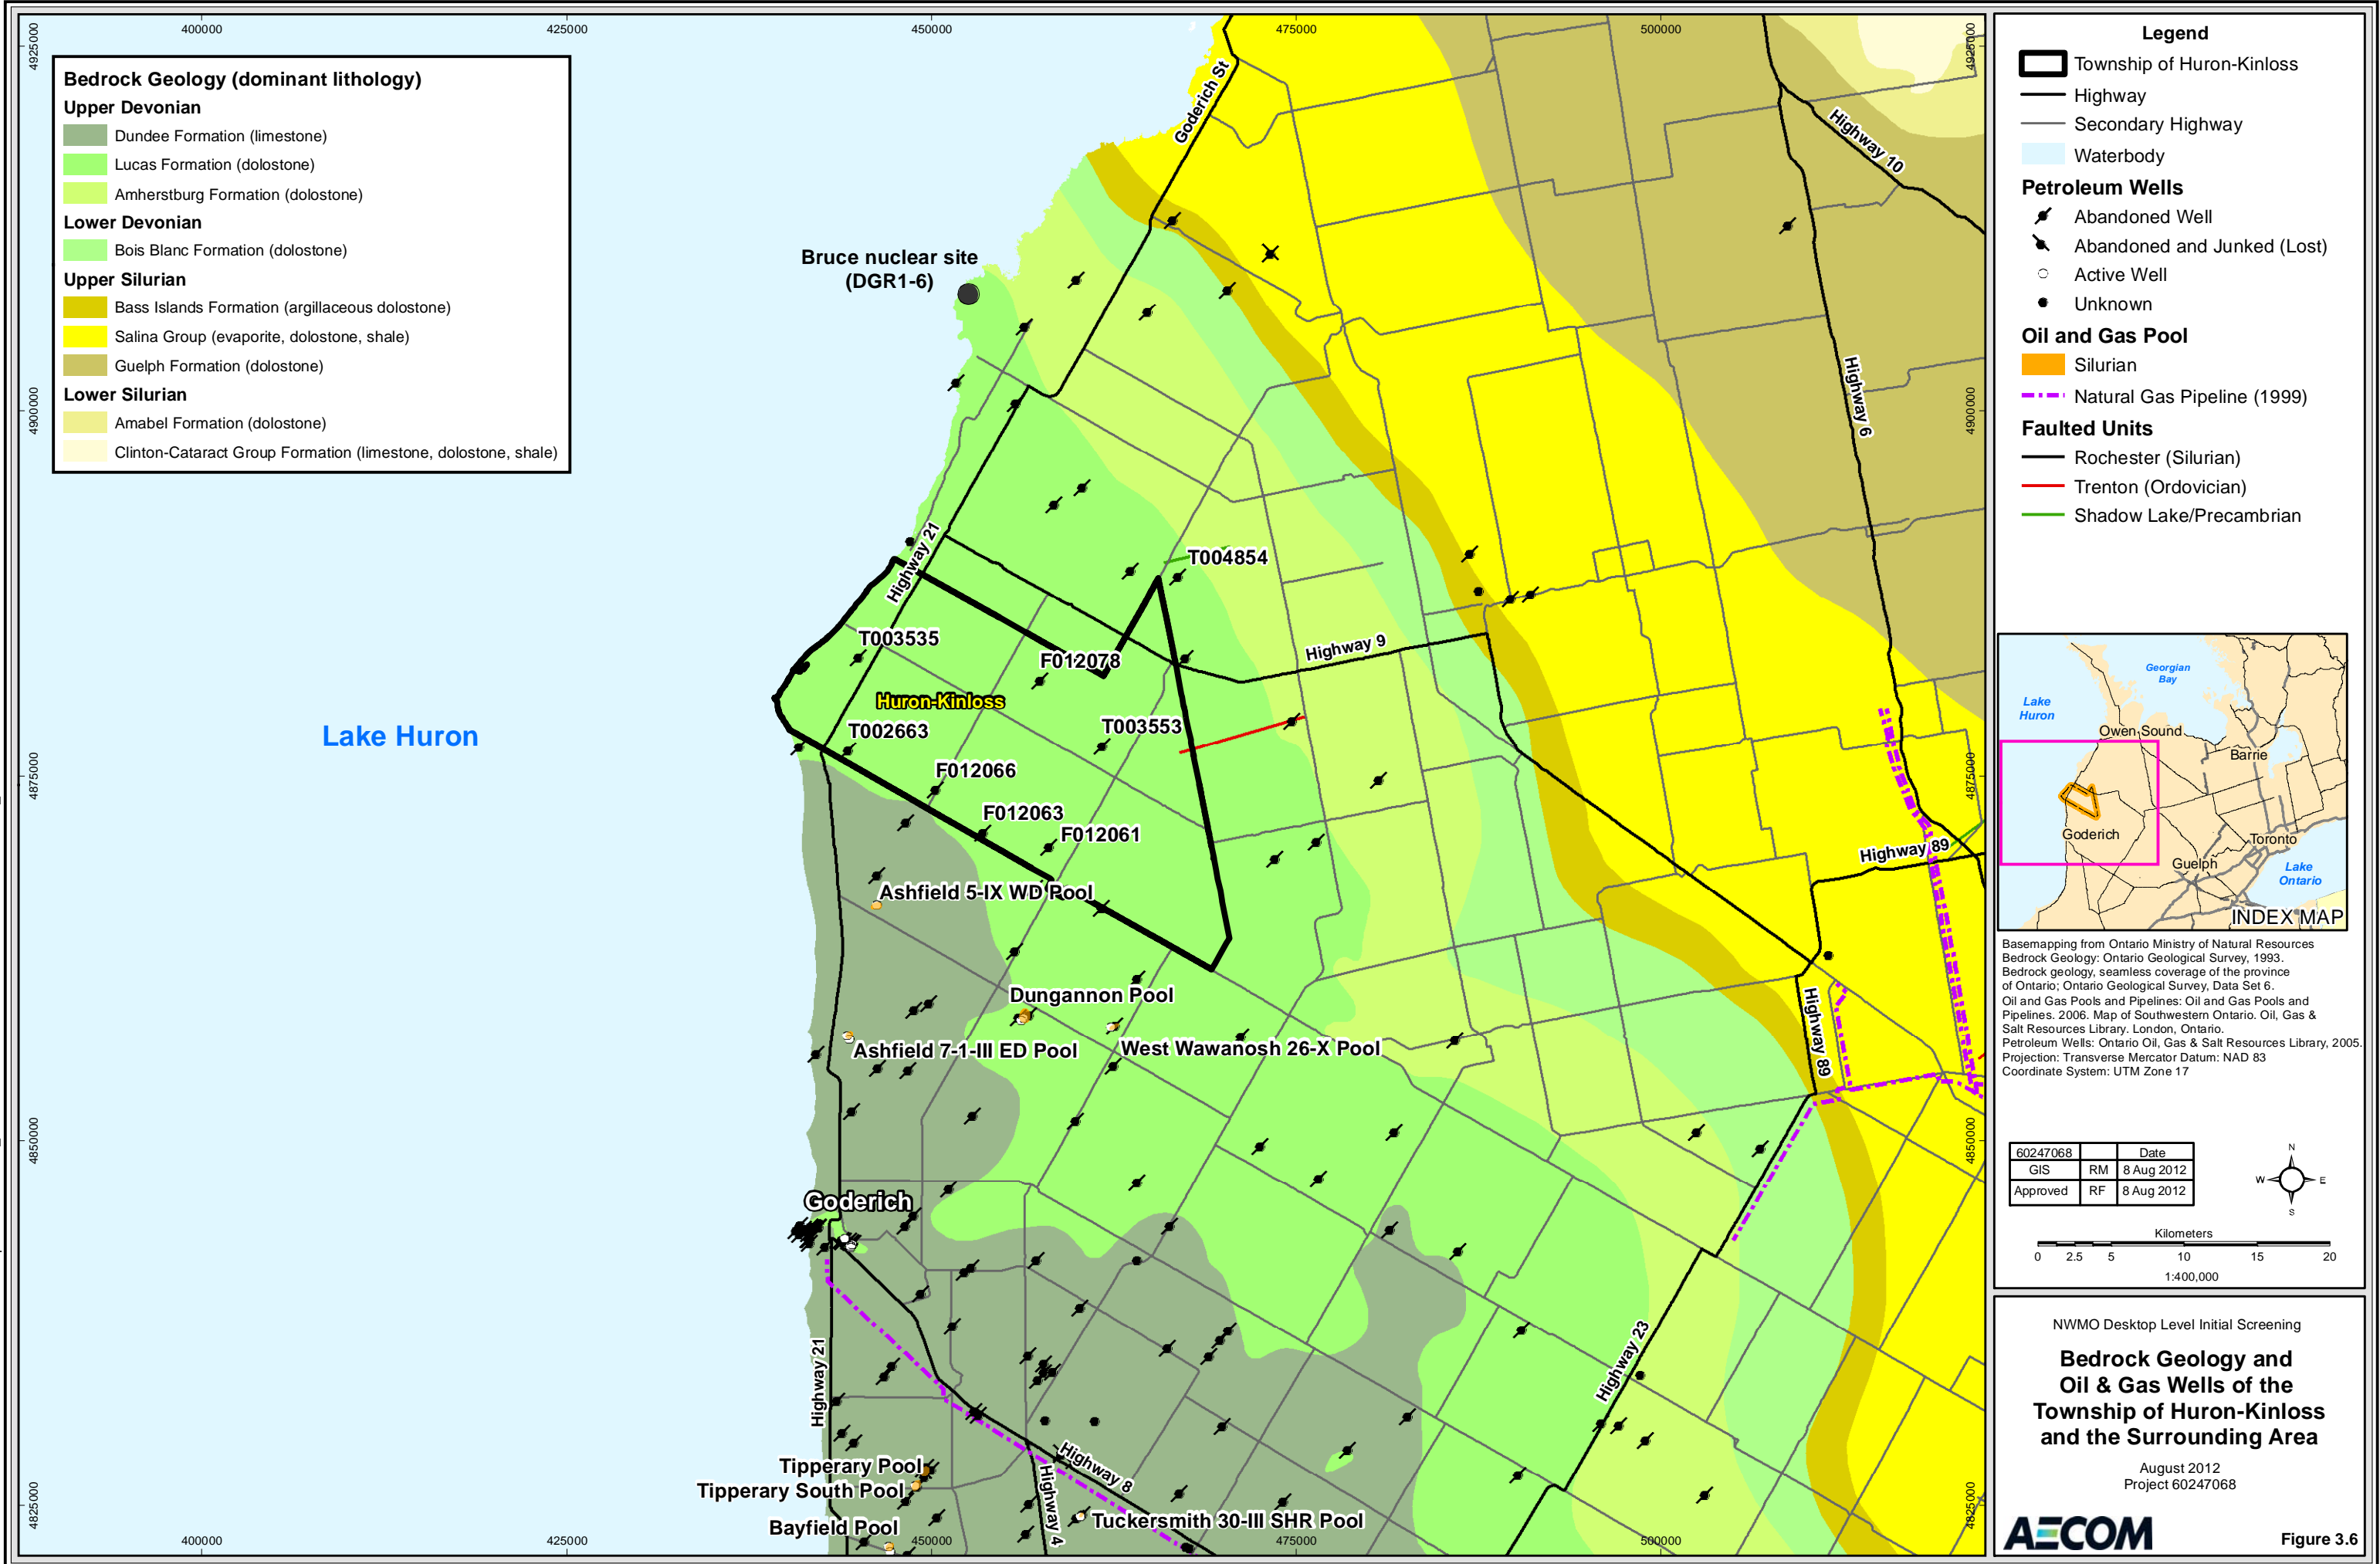 400000
425000
450000
475000
500000
4925000
4925000
Bedrock Geology (dominant lithology)
Upper Devonian
Dundee Formation (limestone)
Lucas Formation (dolostone)
Amherstburg Formation (dolostone)
Lower Devonian
Bois Blanc Formation (dolostone)
Upper Silurian
Bass Islands Formation (argillaceous dolostone)
Salina Group (evaporite, dolostone, shale)
Guelph Formation (dolostone)
Lower Silurian
Amabel Formation (dolostone)
Clinton-Cataract Group Formation (limestone, dolostone, shale)
Goderich St
Highway 10
Bruce nuclear site
(DGR1-6)
4900000
4900000
Highway 6
Highway 21
T004854
T003535
F012078
Highway 9
Huron-Kinloss
T002663
T003553
Lake Huron
F012066
4875000
4875000
F012063
F012061
Highway 89
Ashfield 5-IX WD Pool
Dungannon Pool
Highway 89
Ashfield 7-1-III ED Pool
West Wawanosh 26-X Pool
4850000
4850000
Goderich
Highway 21
Highway 23
Tipperary Pool
Highway 8
Tipperary South Pool
Highway 4
4825000
4825000
Tuckersmith 30-III SHR Pool
Bayfield Pool
400000
425000
450000
475000
500000
Legend
Township of Huron-Kinloss
Highway
Secondary Highway
Waterbody
Petroleum Wells
Abandoned Well
Abandoned and Junked (Lost)
Active Well
Unknown
Oil and Gas Pool
Silurian
Natural Gas Pipeline (1999)
Faulted Units
Rochester (Silurian)
Trenton (Ordovician)
Shadow Lake/Precambrian
Georgian
Bay
Lake
Huron
Owen Sound
Barrie
Goderich
Toronto
Guelph
Lake
Ontario
INDEX MAP
Basemapping from Ontario Ministry of Natural Resources
Bedrock Geology: Ontario Geological Survey, 1993.
Bedrock geology, seamless coverage of the province
of Ontario; Ontario Geological Survey, Data Set 6.
Oil and Gas Pools and Pipelines: Oil and Gas Pools and
Pipelines. 2006. Map of Southwestern Ontario. Oil, Gas &
Salt Resources Library. London, Ontario.
Petroleum Wells: Ontario Oil, Gas & Salt Resources Library, 2005.
Projection: Transverse Mercator Datum: NAD 83
Coordinate System: UTM Zone 17
60247068 Date
GIS RM 8 Aug 2012
Approved RF 8 Aug 2012
N
W E
S
Kilometers
0 2.5 5 10 15 20
1:400,000
NWMO Desktop Level Initial Screening
Bedrock Geology and
Oil & Gas Wells of the
Township of Huron-Kinloss
and the Surrounding Area
August 2012
Project 60247068
AECOM
Figure 3.6